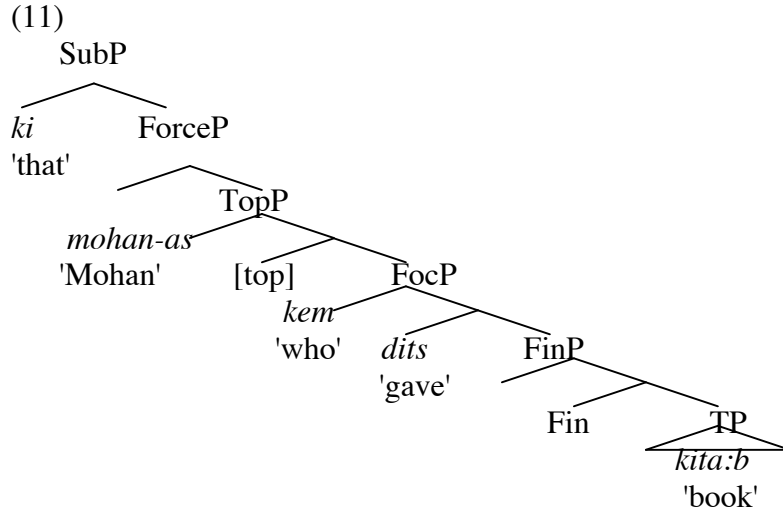 (11)
SubP
ki ForceP
'that'
TopP
mohan-as
'Mohan' [top] FocP
kem
'who' dits FinP
'gave'
Fin TP
kita:b
'book'